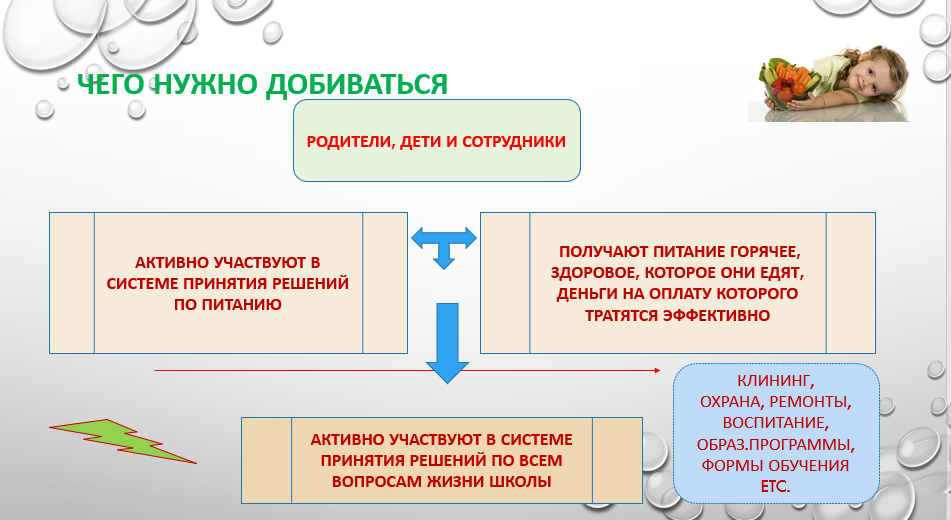 ЧЕГО НУЖНО ДОБИВАТЬСЯ
РОДИТЕЛИ, ДЕТИ И СОТРУДНИКИ
АКТИВНО УЧАСТВУЮТ В
СИСТЕМЕ ПРИНЯТИЯ РЕШЕНИЙ
ПО ПИТАНИЮ
ПОЛУЧАЮТ ПИТАНИЕ ГОРЯЧЕЕ,
ЗДОРОВОЕ, КОТОРОЕ ОНИ ЕДЯТ,
ДЕНЬГИ НА ОПЛАТУ КОТОРОГО
ТРАТЯТСЯ ЭФФЕКТИВНО
АКТИВНО УЧАСТВУЮТ В СИСТЕМЕ
ПРИНЯТИЯ РЕШЕНИЙ ПО ВСЕМ
ВОПРОСАМ ЖИЗНИ ШКОЛЫ
КЛИНИНГ,
ОХРАНА, РЕМОНТЫ,
ВОСПИТАНИЕ,
ОБРАЗ.ПРОГРАММЫ,
ФОРМЫ ОБУЧЕНИЯ
ETC.